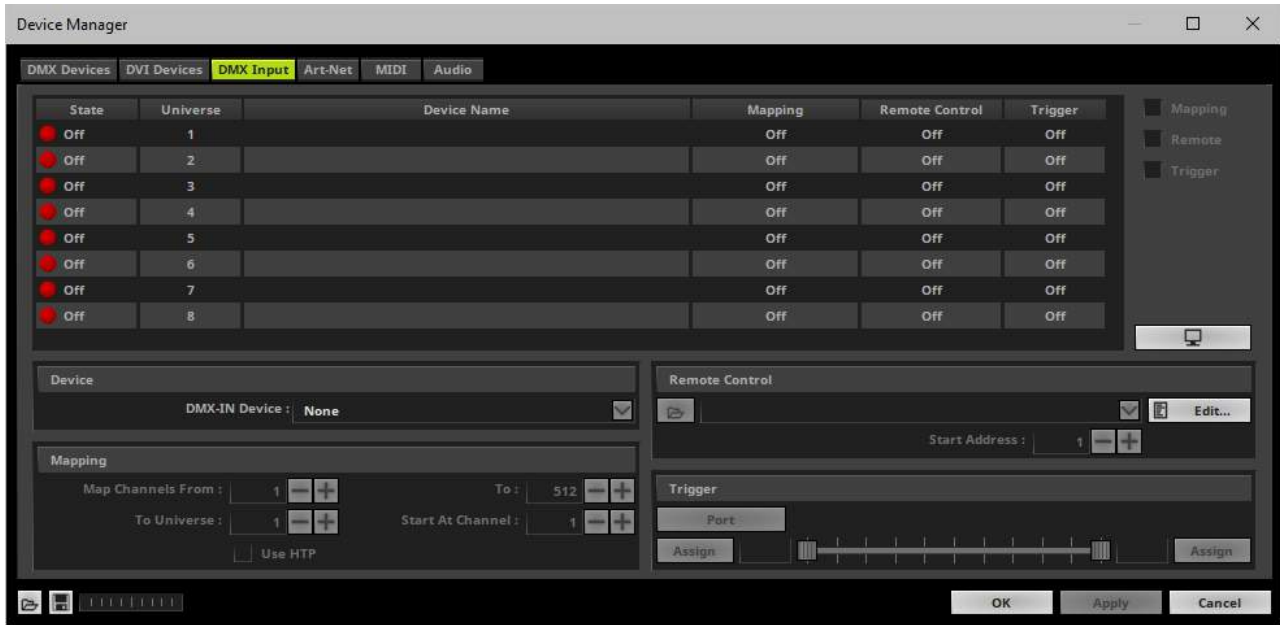 Device Manager
DMX Devices DVI Devices DMX Input Art-Net MIDI Audio
State Universe Device Name Mapping Remote Control Trigger
Off 1 Off Off Off
Off 2 Off Off Off
Off 3 Off Off Off
Off 4 Off Off Off
Off 5 Off Off Off
Off 6 Off Off Off
Off 7 Off Off Off
Off 8 Off Off Off
Mapping
Remote
Trigger
Device
DMX-IN Device : None
Mapping
Map Channels From : 1 To : 512
To Universe : 1 Start At Channel : 1
Use HTP
Remote Control
Edit...
Start Address : 1
Trigger
Port
Assign Assign
OK Apply Cancel